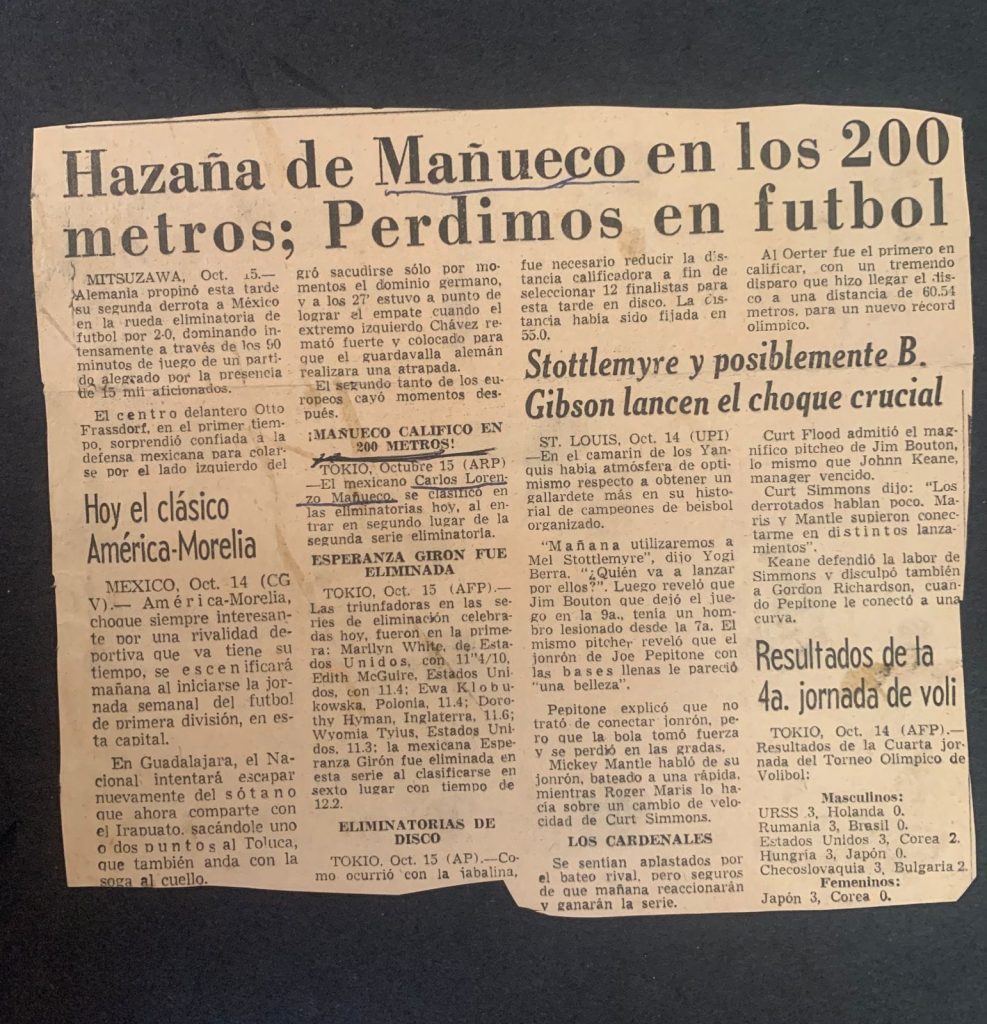 Hazaña de Mañueco en los 200
metros; Perdimos en futbol
MITSUZAWA, Oct. 15.—
Alemania propinó esta tarde
su segunda derrota a México
en la rueda eliminatoria de
futbol por 2-0, dominando in-
tensamente a través de los 90
minutos de juego de un parti-
do alegrado por la presencia
de 15 mil aficionados.
El centro delantero Otto
Frassdorf, en el primer tiem-
po, sorprendió confiada a la
defensa mexicana para colar-
se por el lado izquierdo del
gró sacudirse sólo por mo-
mentos el dominio germano,
y a los 27' estuvo a punto de
lograr el empate cuando el
extremo izquierdo Chávez re-
mató fuerte y colocado para
que el guardavalla alemán
realizara una atrapada.
El segundo tanto de los eu-
ropeos cayó momentos des-
pués.
¡MAÑUECO CALIFICO EN
200 METROS!
TOKIO, Octubre 15 (ARP)
—El mexicano Carlos Loren-
zo Mañueco, se clasificó en
las eliminatorias hoy, al en-
trar en segundo lugar de la
segunda serie eliminatoria.
ESPERANZA GIRON FUE
ELIMINADA
TOKIO, Oct. 15 (AFP).—
Las triunfadoras en las se-
ries de eliminación celebra-
das hoy, fueron en la prime-
ra: Marllyn White, de Esta-
dos Unidos, con 11"4/10,
Edith McGuire, Estados Uni-
dos, con 11.4; Ewa Klobu-
kowska, Polonia, 11.4; Doro-
thy Hyman, Inglaterra, 11.6;
Wyomia Tyius, Estados Uni-
dos, 11.3; la mexicana Espe-
ranza Girón fue eliminada en
esta serie al clasificarse en
sexto lugar con tiempo de
12.2.
ELIMINATORIAS DE
DISCO
TOKIO, Oct. 15 (AP).—Co-
mo ocurrió con la jabalina,
fue necesario reducir la dis-
tancia calificadora a fin de
seleccionar 12 finalistas para
esta tarde en disco. La dis-
tancia había sido fijada en
55.0.
Al Oerter fue el primero en
calificar, con un tremendo
disparo que hizo llegar el dis-
co a una distancia de 60.54
metros, para un nuevo récord
olímpico.
Hoy el clásico
América-Morelia
MEXICO, Oct. 14 (CG
V).— América-Morelia,
choque siempre interesan-
te por una rivalidad de-
portiva que va tiene su
tiempo, se escenificará
mañana al iniciarse la jor-
nada semanal del futbol
de primera división, en es-
ta capital.
En Guadalajara, el Na-
cional intentará escapar
nuevamente del sótano
que ahora comparte con
el Irapuato, sacándole uno
o dos puntos al Toluca,
que también anda con la
soga al cuello.
Stottlemyre y posiblemente B.
Gibson lancen el choque crucial
ST. LOUIS, Oct. 14 (UPI)
—En el camarín de los Yan-
quis había atmósfera de opti-
mismo respecto a obtener un
gallardete más en su histo-
rial de campeones de beisbol
organizado.
"Mañana utilizaremos a
Mel Stottlemyre", dijo Yogi
Berra. "¿Quién va a lanzar
por ellos?". Luego reveló que
Jim Bouton que dejó el jue-
go en la 9a., tenía un hom-
bro lesionado desde la 7a. El
mismo pitcher reveló que el
jonrón de Joe Pepitone con
las bases llenas le pareció
"una belleza".
Pepitone explicó que no
trató de conectar jonrón, pe-
ro que la bola tomó fuerza
y se perdió en las gradas.
Mickey Mantle habló de su
jonrón, bateado a una rápida,
mientras Roger Maris lo ha-
cía sobre un cambio de velo-
cidad de Curt Simmons.
LOS CARDENALES
Se sentían aplastados por
el bateo rival, pero seguros
de que mañana reaccionarán
y ganarán la serie.
Curt Flood admitió el mag-
nífico pitcheo de Jim Bouton,
lo mismo que Johnn Keane,
manager vencido.
Curt Simmons dijo: "Los
derrotados hablan poco. Ma-
ris y Mantle supieron conec-
tarme en distintos lanza-
mientos".
Keane defendió la labor de
Simmons y disculpó también
a Gordon Richardson, cuan-
do Pepitone le conectó a una
curva.
Resultados de la
4a. jornada de voli
TOKIO, Oct. 14 (AFP).—
Resultados de la Cuarta jor-
nada del Torneo Olímpico de
Volibol:
Masculinos:
URSS 3, Holanda 0.
Rumania 3, Brasil 0.
Estados Unidos 3, Corea 2.
Hungría 3, Japón 0.
Checoslovaquia 3, Bulgaria 2.
Femeninos:
Japón 3, Corea 0.